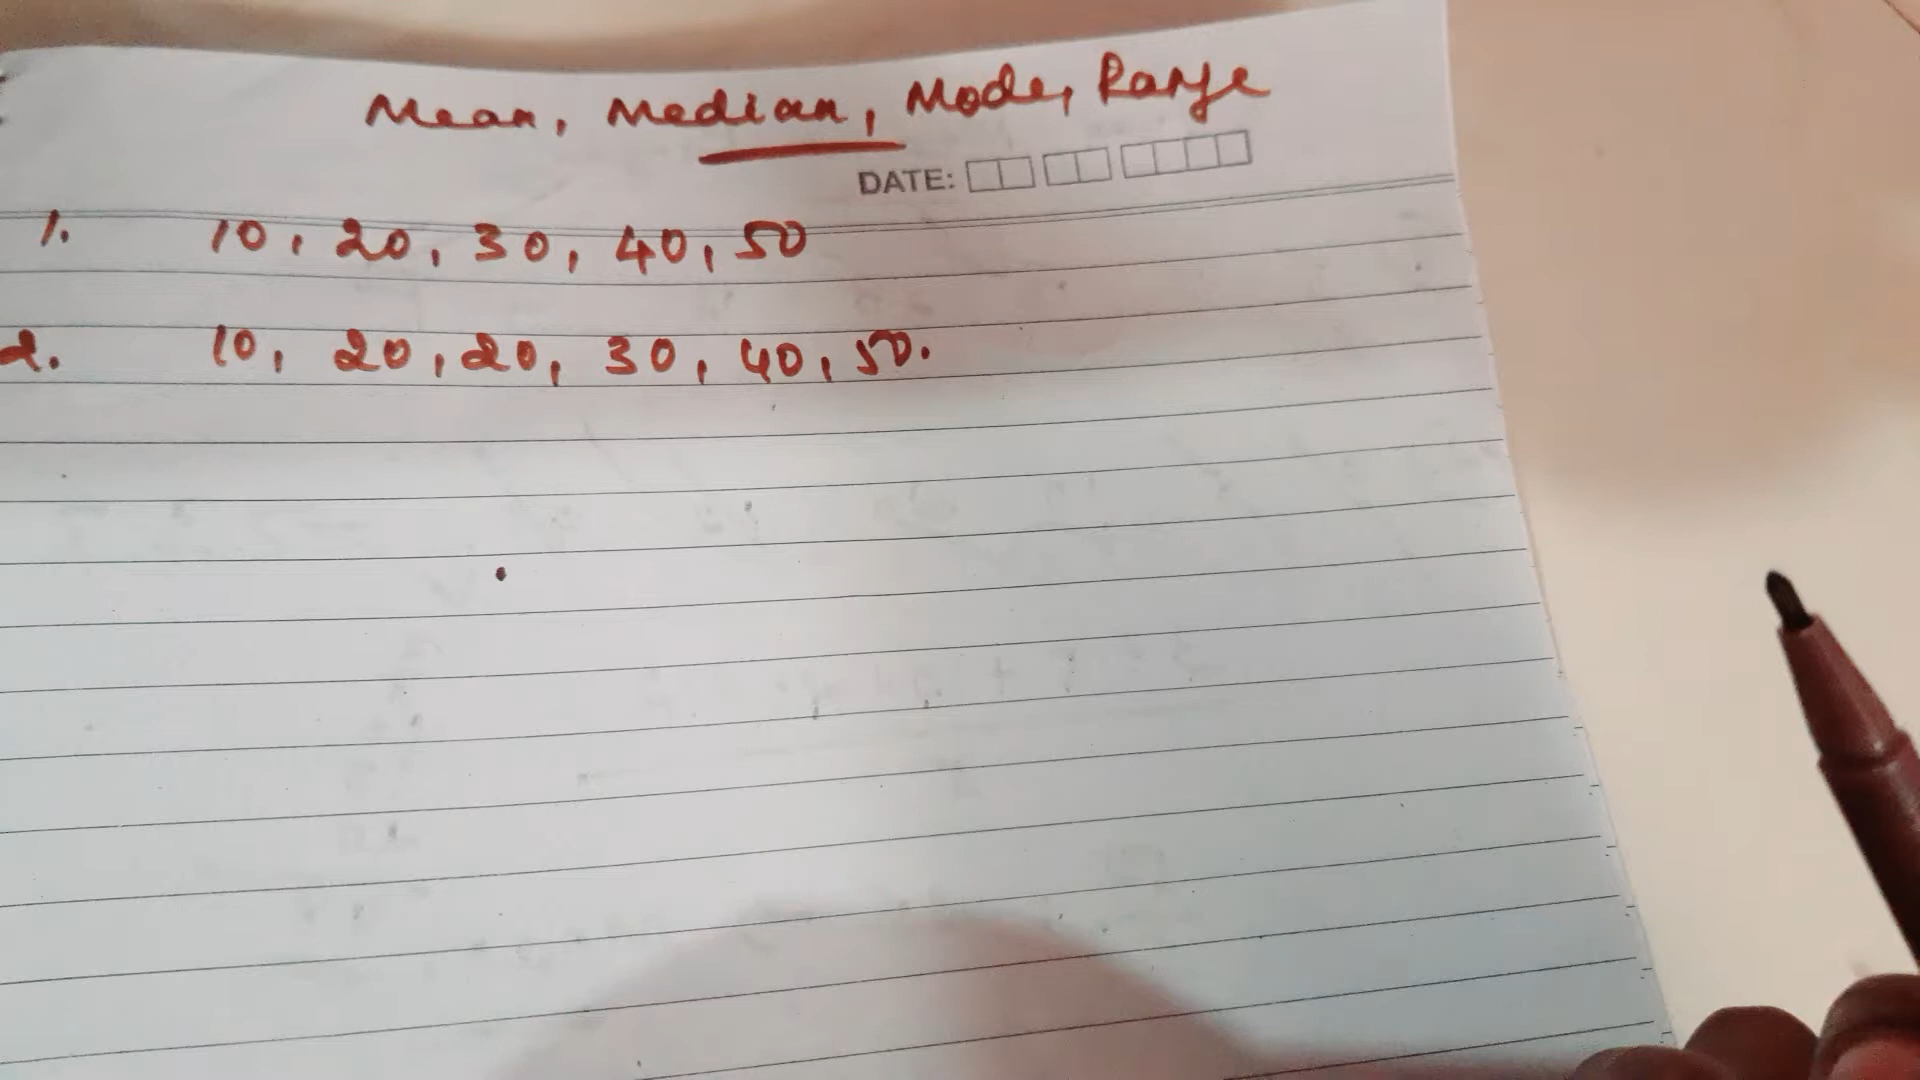 Mean, Median, Mode, Range
DATE:
1. 10, 20, 30, 40, 50
2. 10, 20, 20, 30, 40, 50.